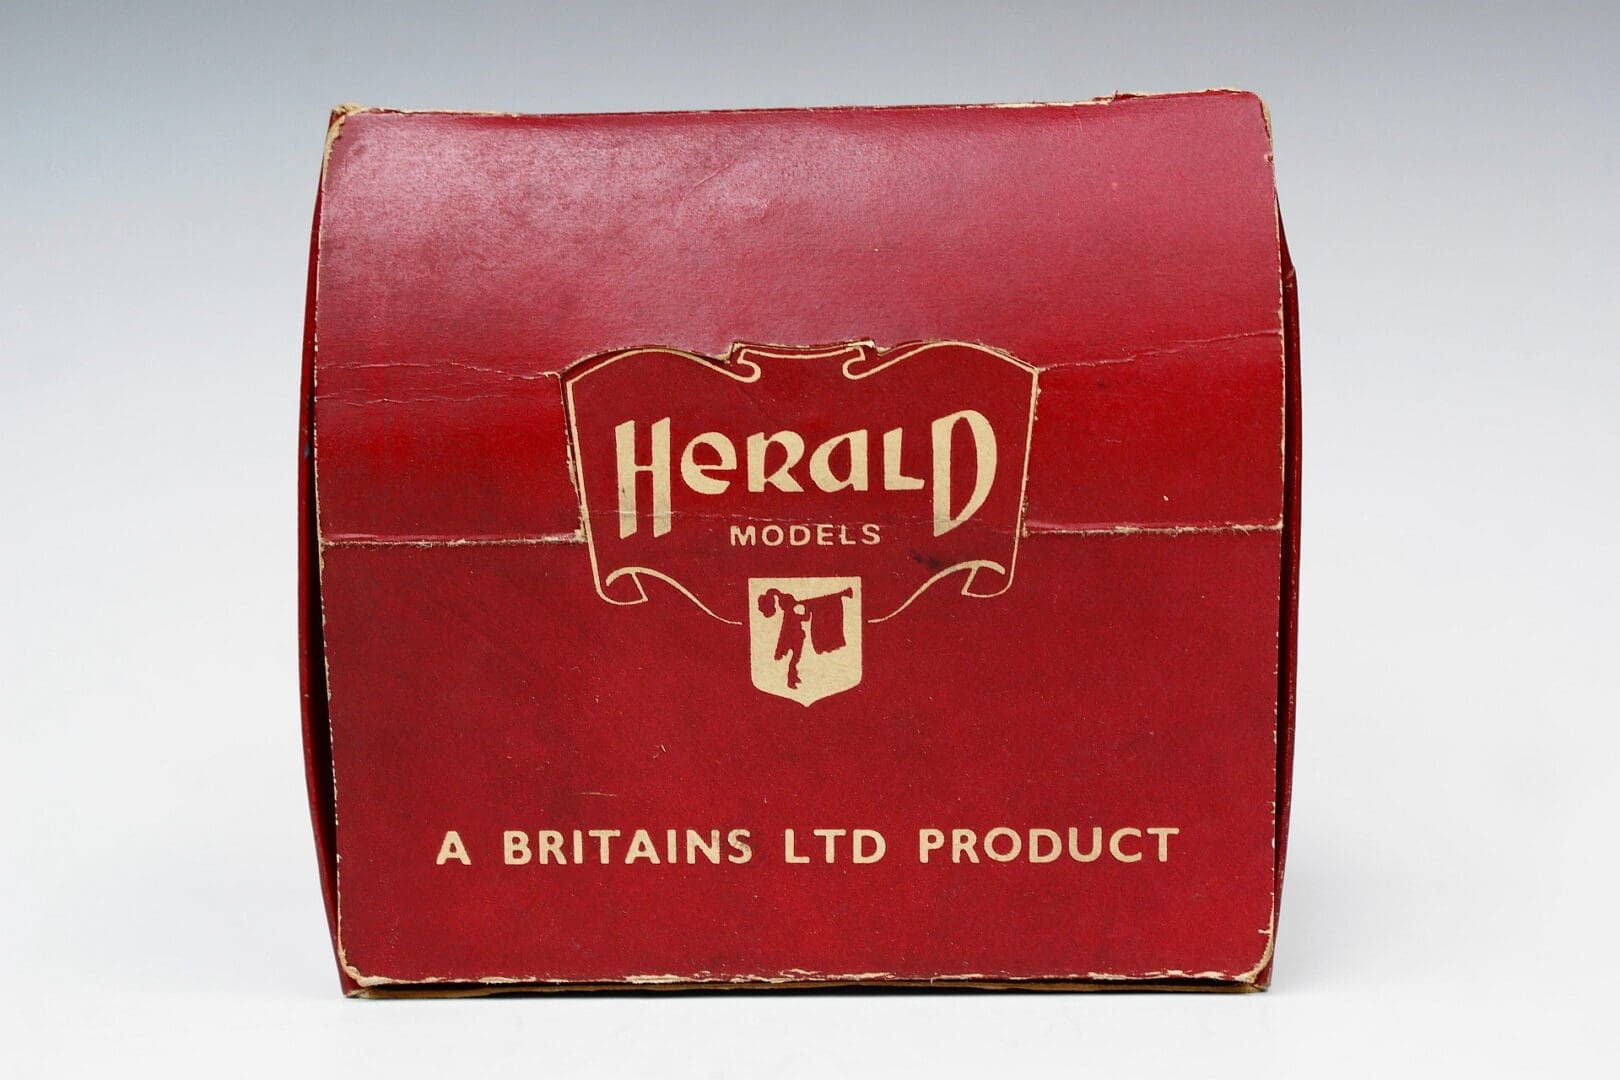 HeRaLD
MODELS
A BRITAINS LTD PRODUCT